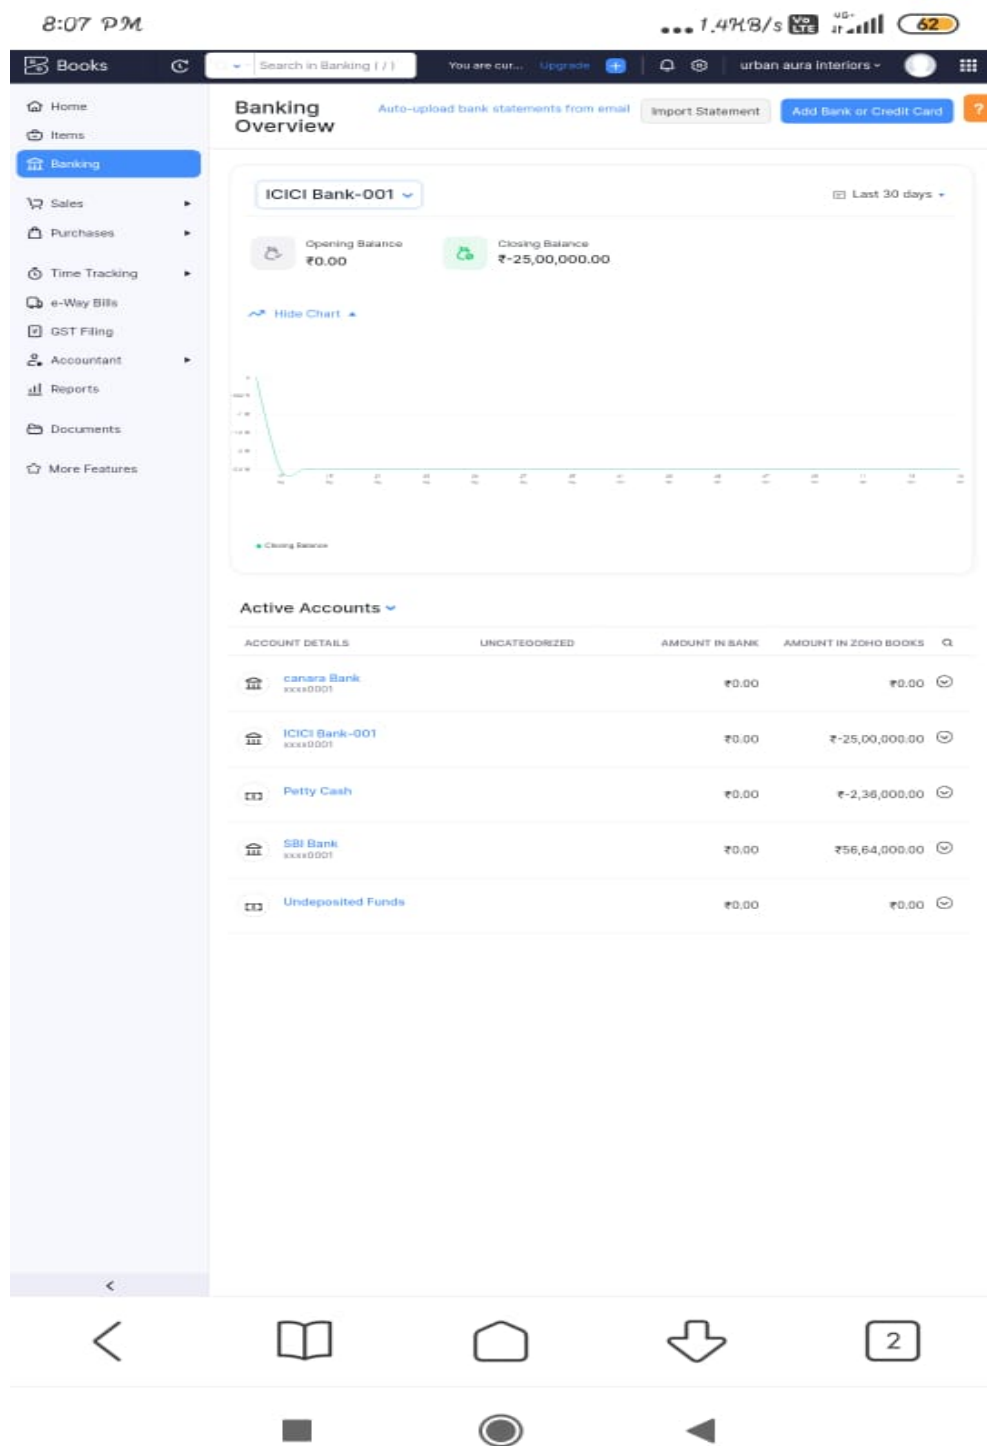 8:07 PM
1.4KB/s
Vo LTE
62
Books
Search in Banking ( / )
You are cur...
Upgrade
urban aura interiors
Home
Items
Banking
Sales
Purchases
Time Tracking
e-Way Bills
GST Filing
Accountant
Reports
Documents
More Features
Banking
Overview
Auto-upload bank statements from email
Import Statement
Add Bank or Credit Card
?
ICICI Bank-001
Last 30 days
Opening Balance
₹0.00
Closing Balance
₹-25,00,000.00
Hide Chart
Closing Balance
Active Accounts
ACCOUNT DETAILS UNCATEGORIZED AMOUNT IN BANK AMOUNT IN ZOHO BOOKS
canara Bank ₹0.00 ₹0.00
xxxx0001
ICICI Bank-001 ₹0.00 ₹-25,00,000.00
xxxx0001
Petty Cash ₹0.00 ₹-2,36,000.00
SBI Bank ₹0.00 ₹56,64,000.00
xxxx0001
Undeposited Funds ₹0.00 ₹0.00
2